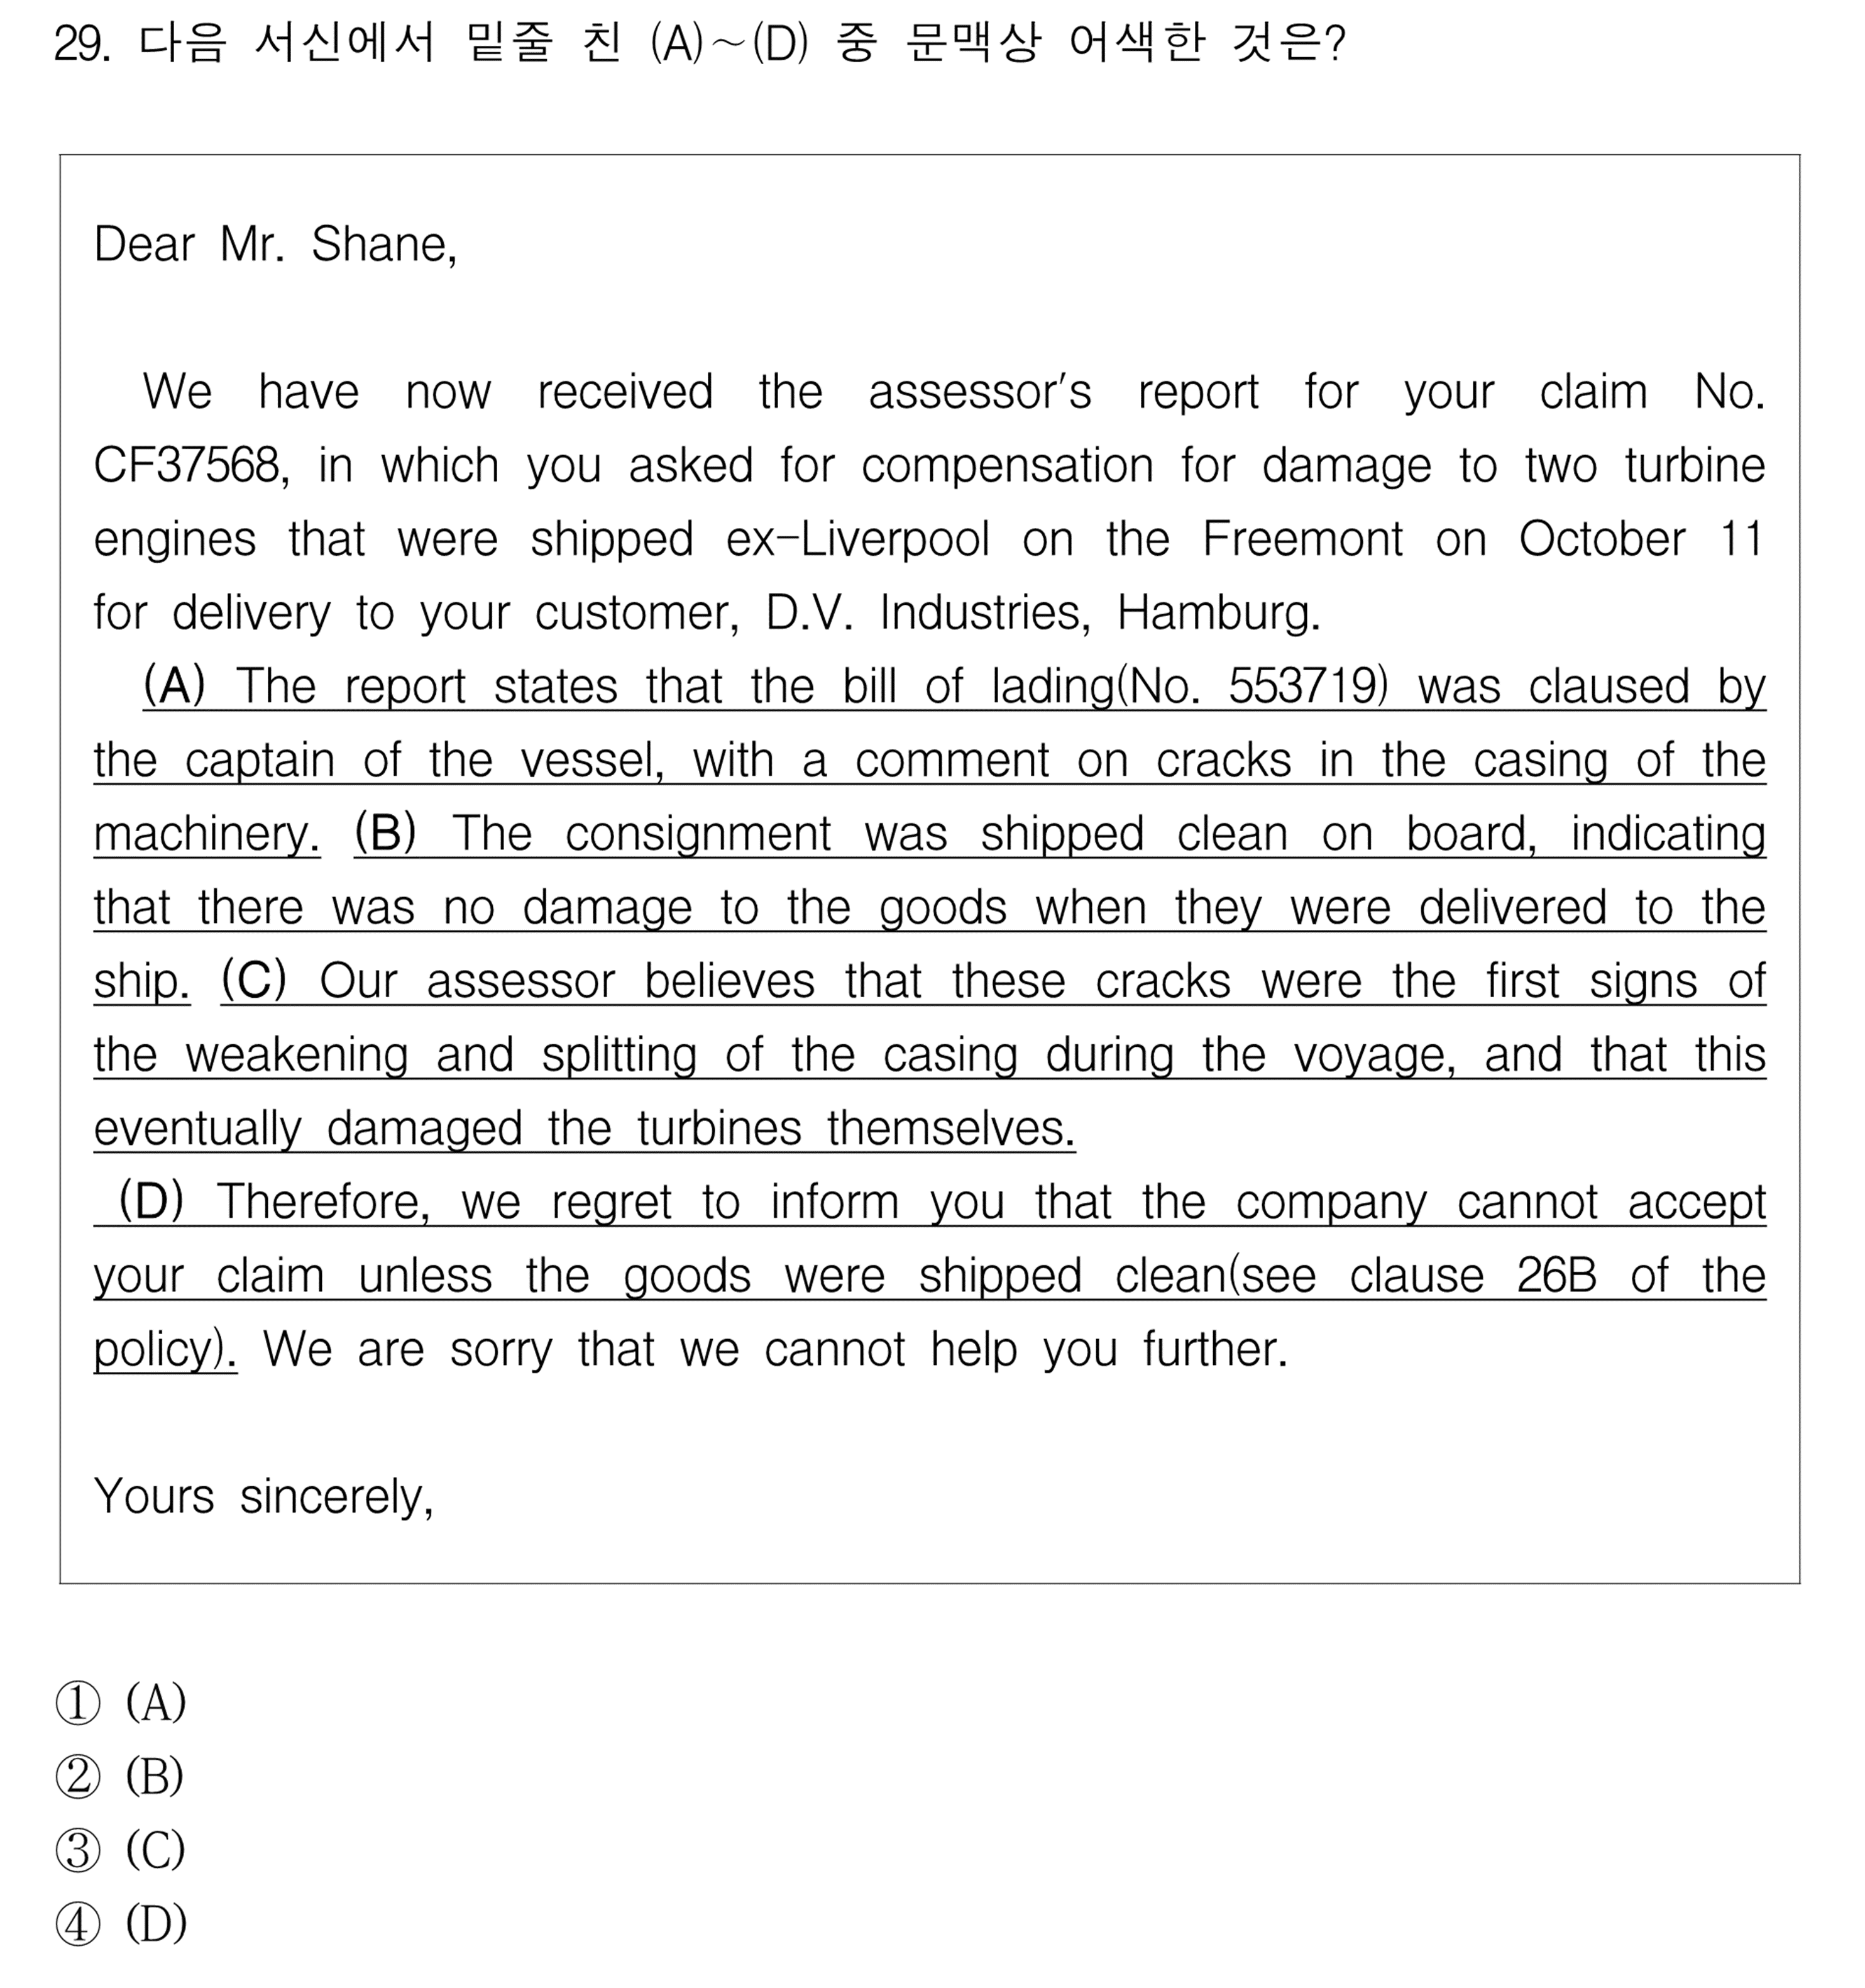 29. 다음 서신에서 밑줄 친 (A)~(D) 중 문맥상 어색한 것은?
Dear Mr. Shane,
We have now received the assessor's report for your claim No.
CF37568, in which you asked for compensation for damage to two turbine
engines that were shipped ex-Liverpool on the Freemont on October 11
for delivery to your customer, D.V. Industries, Hamburg.
(A) The report states that the bill of lading(No. 553719) was claused by
the captain of the vessel, with a comment on cracks in the casing of the
machinery. (B) The consignment was shipped clean on board, indicating
that there was no damage to the goods when they were delivered to the
ship. (C) Our assessor believes that these cracks were the first signs of
the weakening and splitting of the casing during the voyage, and that this
eventually damaged the turbines themselves.
(D) Therefore, we regret to inform you that the company cannot accept
your claim unless the goods were shipped clean(see clause 26B of the
policy). We are sorry that we cannot help you further.
Yours sincerely,
① (A)
② (B)
③ (C)
④ (D)